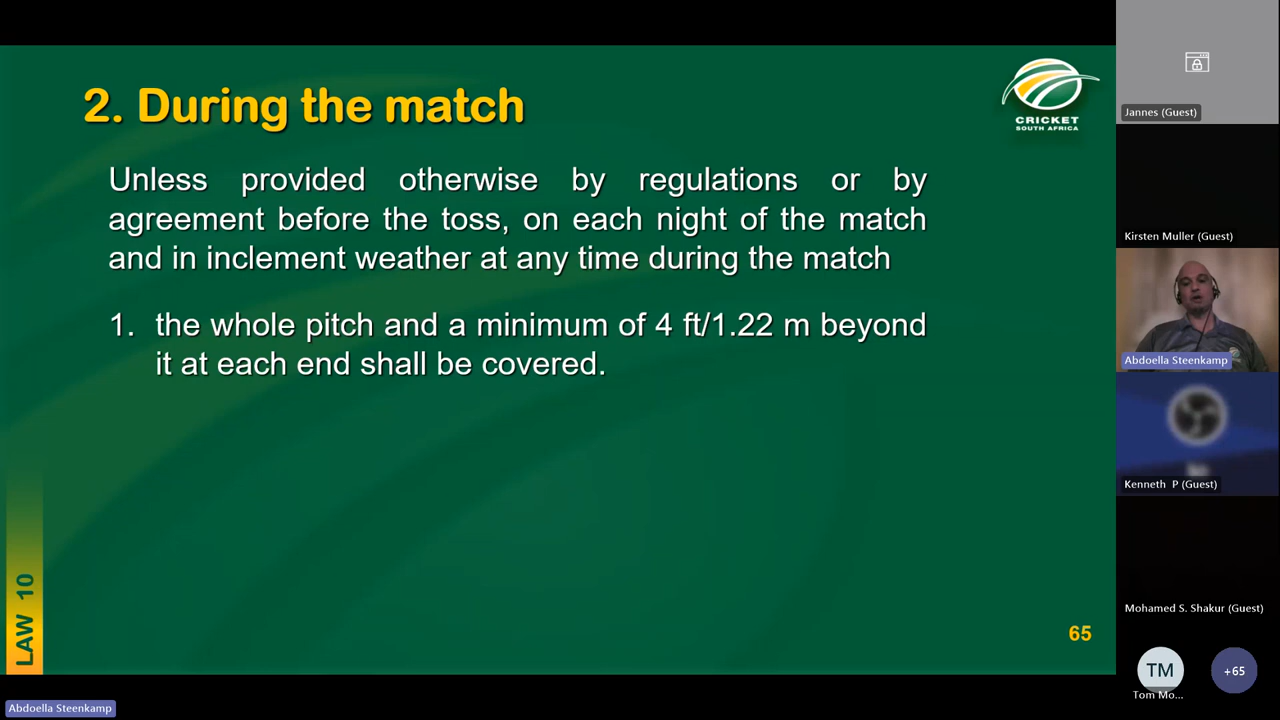 2. During the match
CRICKET
SOUTH AFRICA
Unless provided otherwise by regulations or by
agreement before the toss, on each night of the match
and in inclement weather at any time during the match
1. the whole pitch and a minimum of 4 ft/1.22 m beyond
it at each end shall be covered.
LAW 10
65
Abdoella Steenkamp
Jannes (Guest)
Kirsten Muller (Guest)
Abdoella Steenkamp
Kenneth P (Guest)
Mohamed S. Shakur (Guest)
TM
Tom Mo...
+65